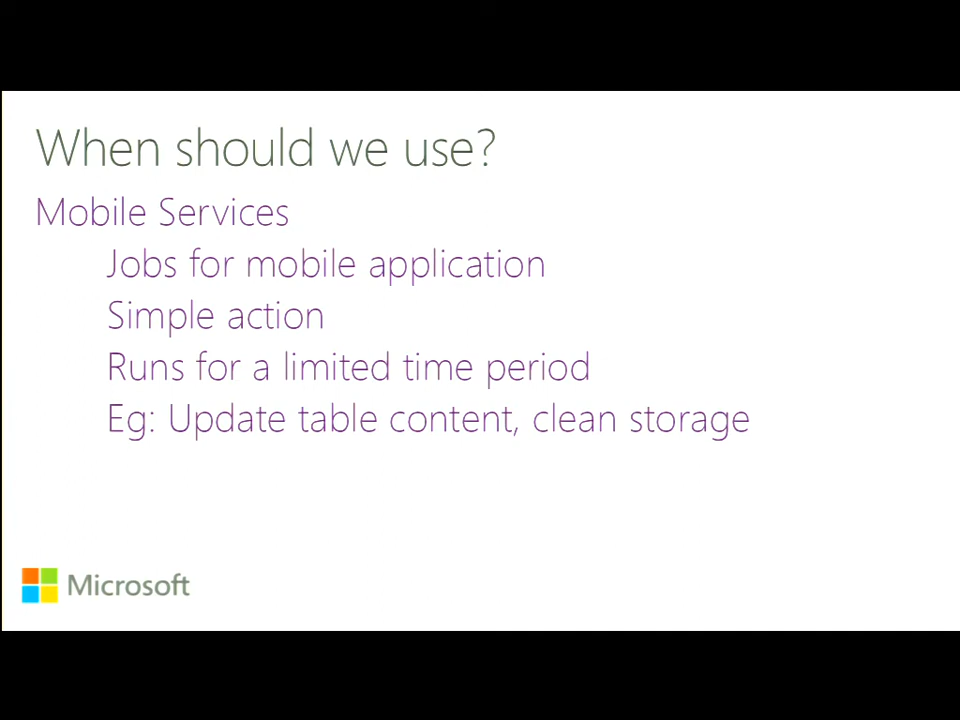 When should we use?
Mobile Services
Jobs for mobile application
Simple action
Runs for a limited time period
Eg: Update table content, clean storage
Microsoft